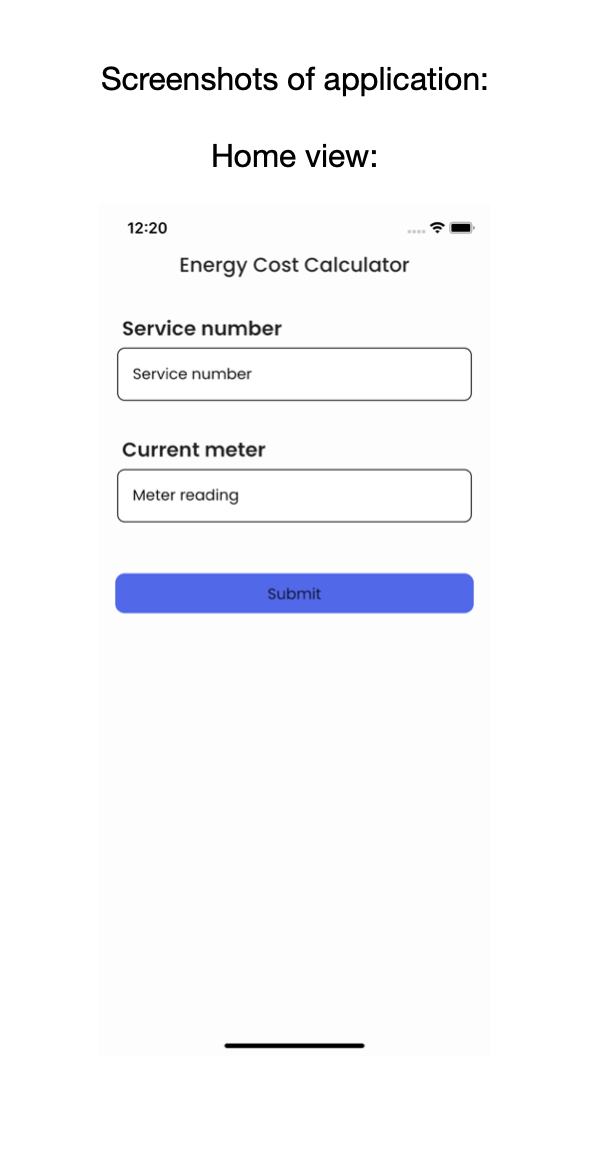 Screenshots of application:
Home view:
12:20
Energy Cost Calculator
Service number
Service number
Current meter
Meter reading
Submit